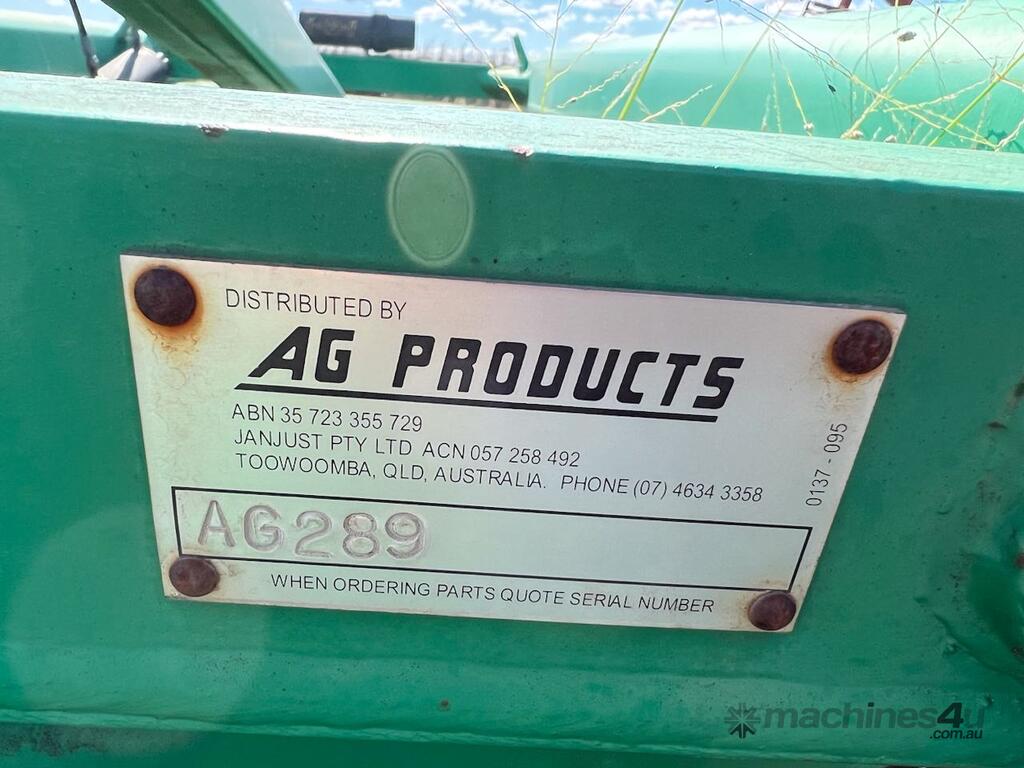 DISTRIBUTED BY
AG PRODUCTS
ABN 35 723 355 729
JANJUST PTY LTD ACN 057 258 492
TOOWOOMBA, QLD, AUSTRALIA. PHONE (07) 4634 3358
0137 - 095
AG289
WHEN ORDERING PARTS QUOTE SERIAL NUMBER
machines4u
.com.au